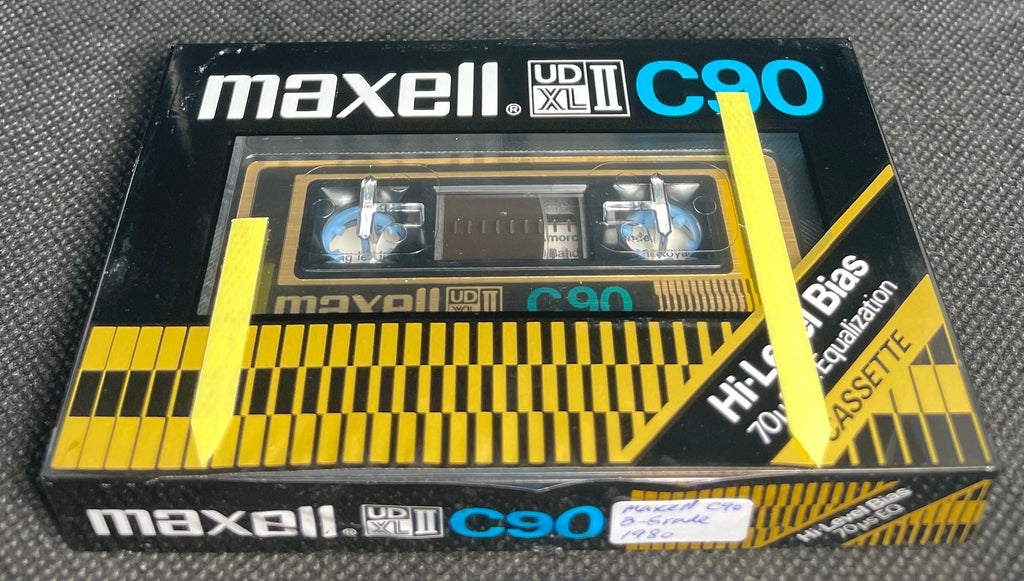 maxell® UD XL II C90
maxell UD XL II C90
Hi-Level Bias
70μ Equalization
CASSETTE
maxell UD XL II C90
Maxell C90
B-Grade
1980
Hi-Level Bias
70μs EQ